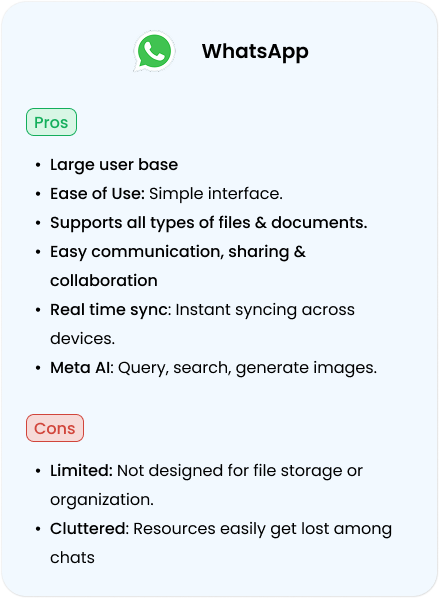 WhatsApp
Pros
• Large user base
• Ease of Use: Simple interface.
• Supports all types of files & documents.
• Easy communication, sharing &
collaboration
• Real time sync: Instant syncing across
devices.
• Meta AI: Query, search, generate images.
Cons
• Limited: Not designed for file storage or
organization.
• Cluttered: Resources easily get lost among
chats